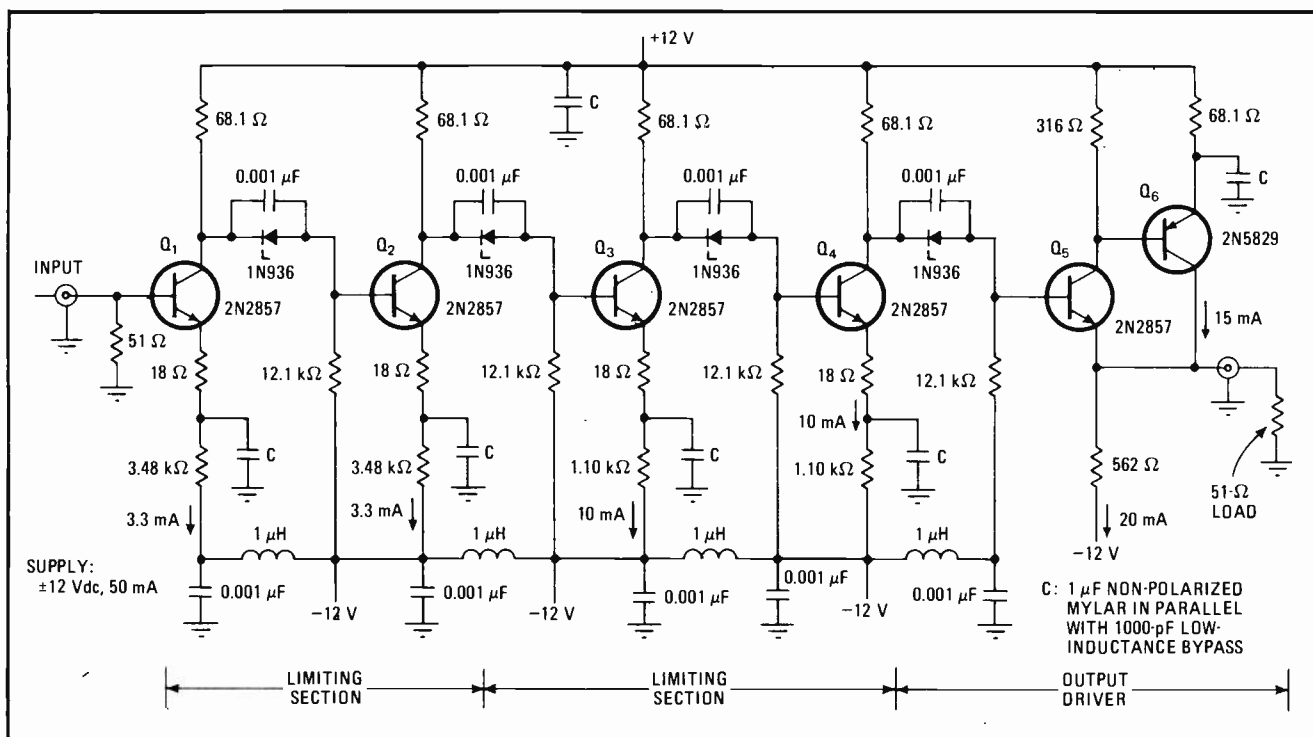 +12 V
68.1 Ω
68.1 Ω
C
68.1 Ω
68.1 Ω
316 Ω
68.1 Ω
0.001 µF
0.001 µF
0.001 µF
0.001 µF
C
Q1
Q2
Q3
Q4
Q5
Q6
1N936
1N936
1N936
1N936
2N5829
INPUT
2N2857
2N2857
2N2857
2N2857
2N2857
15 mA
51 Ω
18 Ω
12.1 kΩ
18 Ω
12.1 kΩ
18 Ω
12.1 kΩ
18 Ω
12.1 kΩ
10 mA
C
C
C
C
3.48 kΩ
3.48 kΩ
1.10 kΩ
1.10 kΩ
562 Ω
51-Ω
LOAD
3.3 mA
3.3 mA
10 mA
20 mA
1 µH
1 µH
1 µH
1 µH
−12 V
SUPPLY:
±12 Vdc, 50 mA
0.001 µF
0.001 µF
0.001 µF
0.001 µF
0.001 µF
−12 V
−12 V
−12 V
C: 1 µF NON-POLARIZED
MYLAR IN PARALLEL
WITH 1000-pF LOW-
INDUCTANCE BYPASS
LIMITING
SECTION
LIMITING
SECTION
OUTPUT
DRIVER